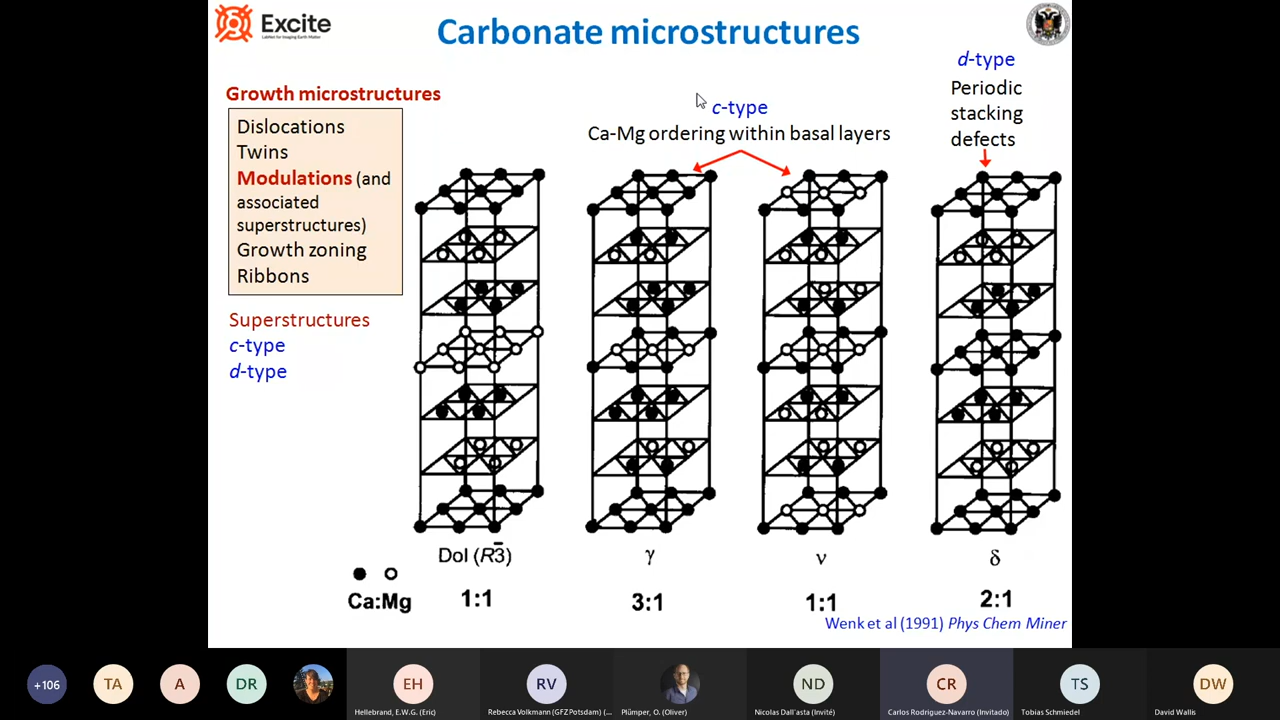 Excite
Carbonate microstructures
Growth microstructures
Dislocations
Twins
Modulations (and
associated
superstructures)
Growth zoning
Ribbons
Superstructures
c-type
d-type
c-type
Ca-Mg ordering within basal layers
d-type
Periodic
stacking
defects
Dol (R3̅)
γ
ν
δ
Ca:Mg
1:1
3:1
1:1
2:1
Wenk et al (1991) Phys Chem Miner
+106
TA
A
DR
EH
RV
ND
CR
TS
DW
Hellebrand, E.W.G. (Eric)
Rebecca Volkmann (GFZ Potsdam) (...
Plümper, O. (Oliver)
Nicolas Dall'asta (Invité)
Carlos Rodriguez-Navarro (Invitado)
Tobias Schmiedel
David Wallis